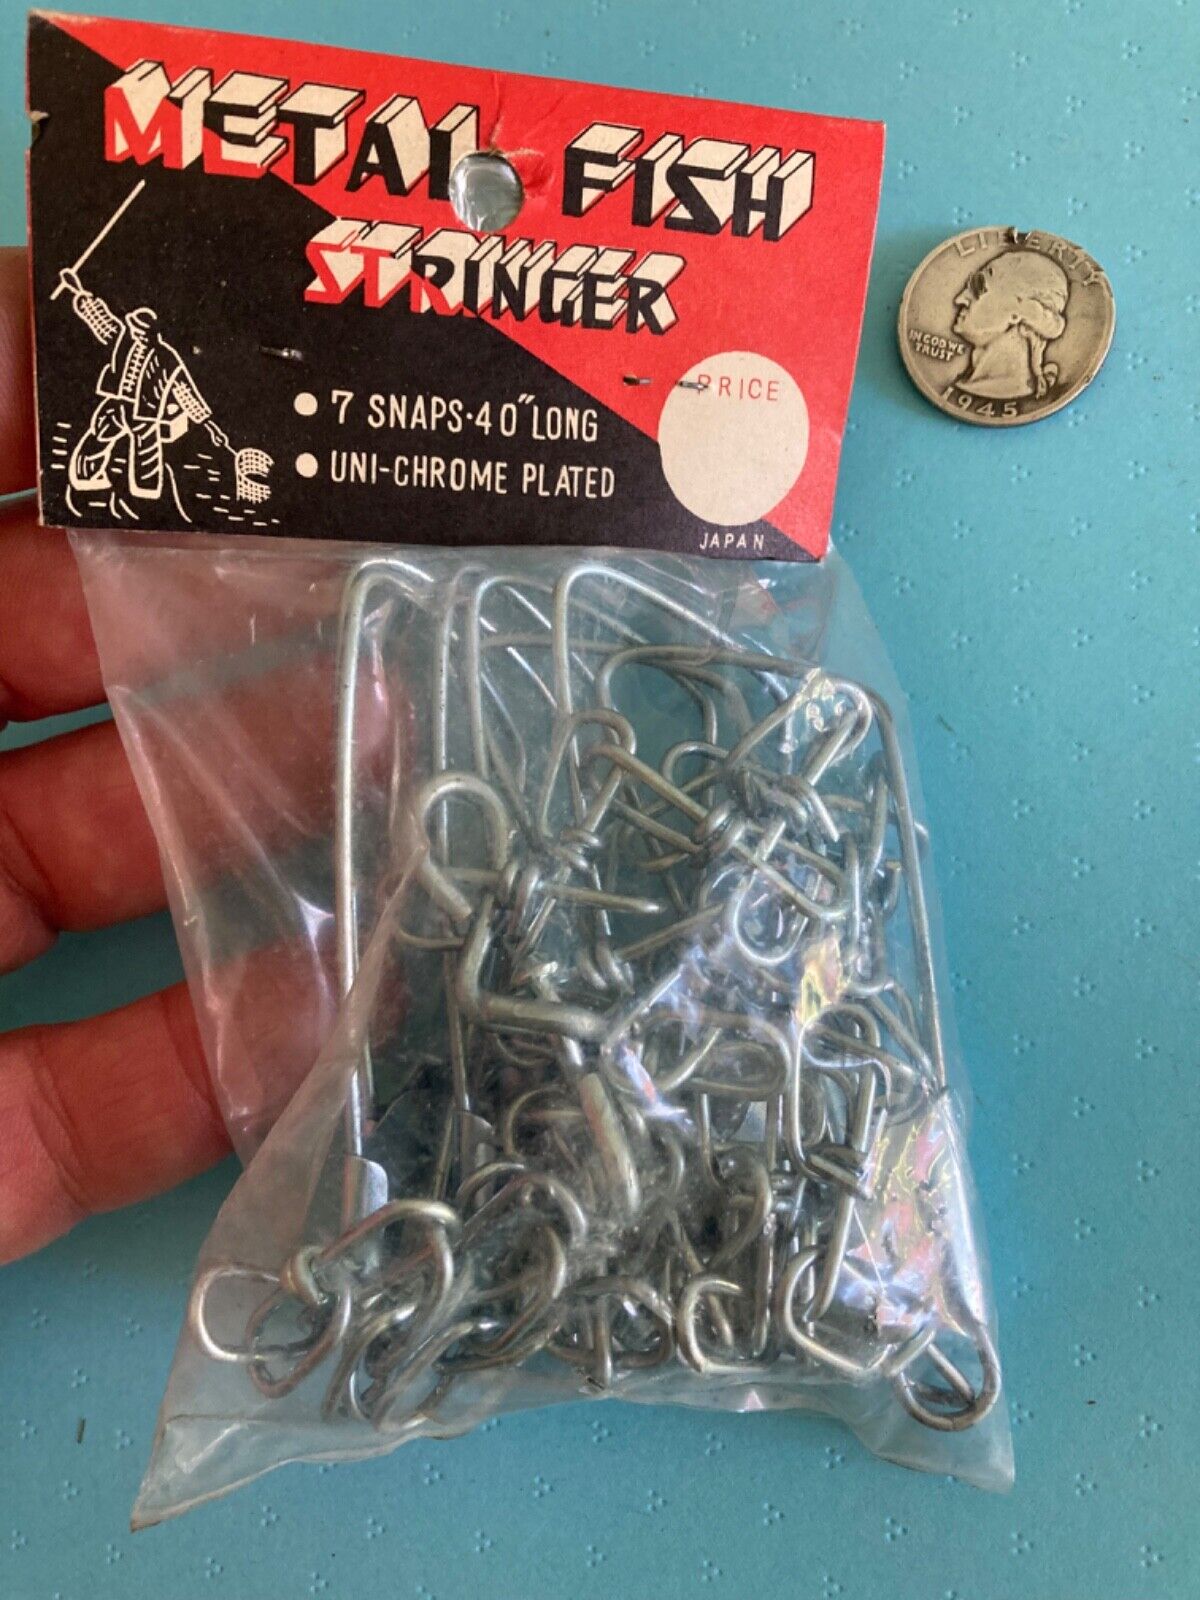 METAL FISH
STRINGER
• 7 SNAPS·40" LONG
• UNI-CHROME PLATED
PRICE
JAPAN
LIBERTY
IN GOD WE
TRUST
1945